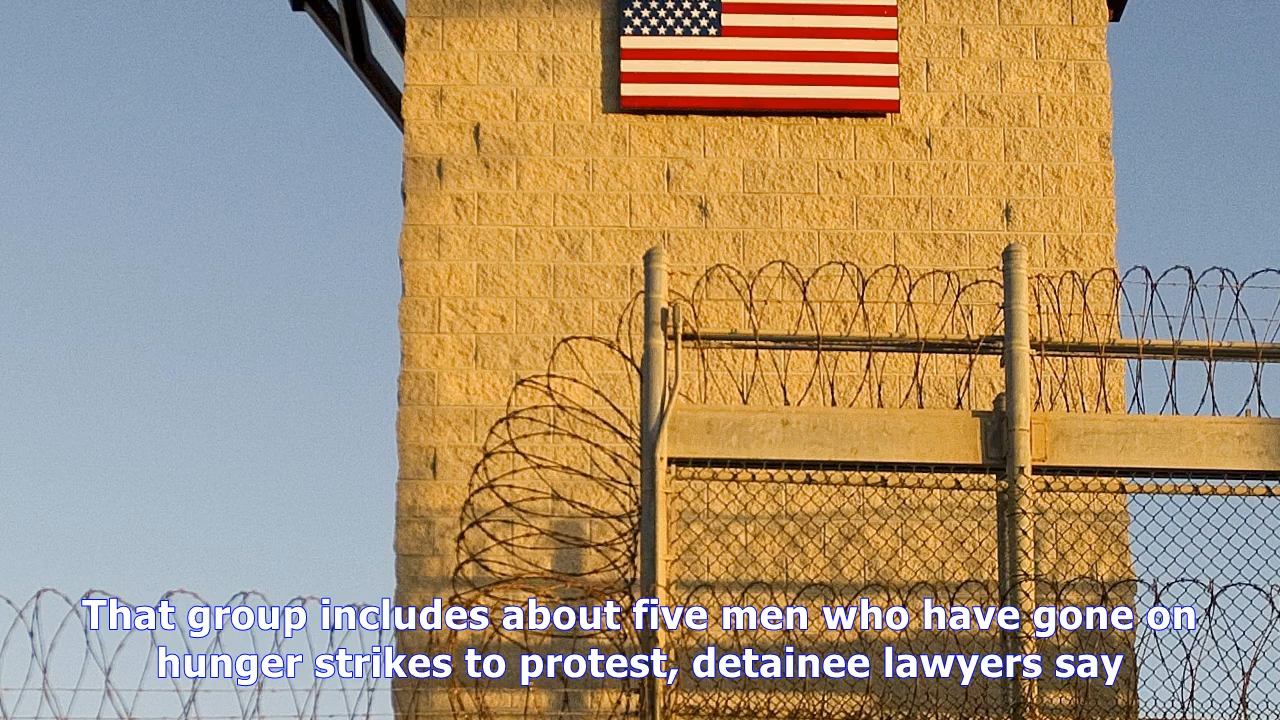 That group includes about five men who have gone on
hunger strikes to protest, detainee lawyers say